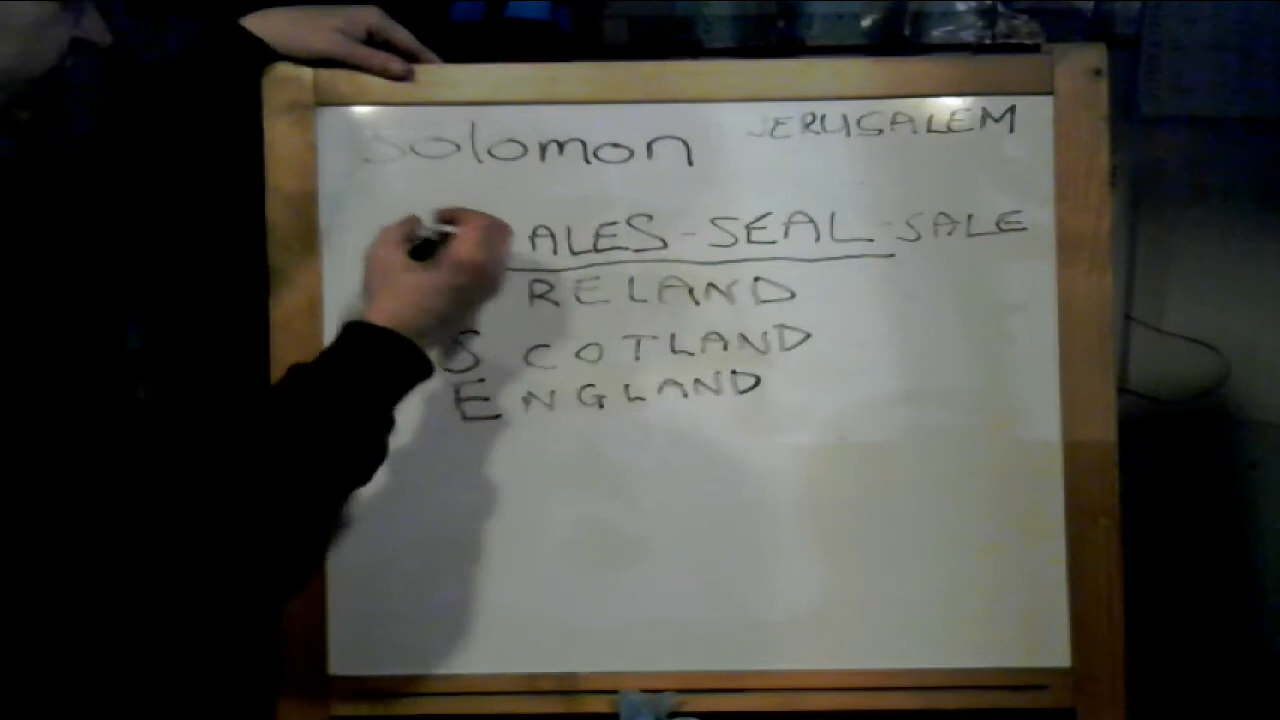 Solomon JERUSALEM
ALES - SEAL - SALE
RELAND
SCOTLAND
ENGLAND